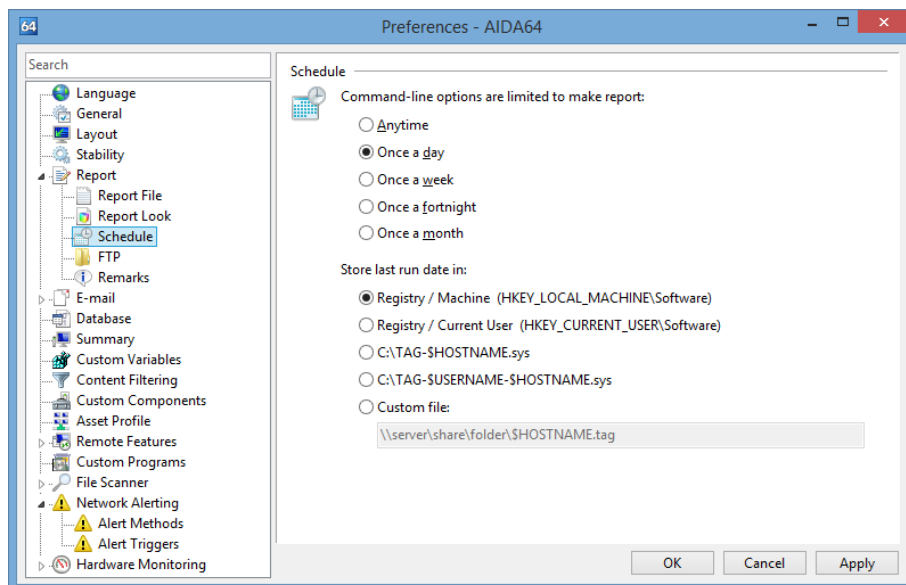 64
Preferences - AIDA64
Search
Language
General
Layout
Stability
Report
Report File
Report Look
Schedule
FTP
Remarks
E-mail
Database
Summary
Custom Variables
Content Filtering
Custom Components
Asset Profile
Remote Features
Custom Programs
File Scanner
Network Alerting
Alert Methods
Alert Triggers
Hardware Monitoring
Schedule
Command-line options are limited to make report:
Anytime
Once a day
Once a week
Once a fortnight
Once a month
Store last run date in:
Registry / Machine (HKEY_LOCAL_MACHINE\Software)
Registry / Current User (HKEY_CURRENT_USER\Software)
C:\TAG-$HOSTNAME.sys
C:\TAG-$USERNAME-$HOSTNAME.sys
Custom file:
\\server\share\folder\$HOSTNAME.tag
OK Cancel Apply